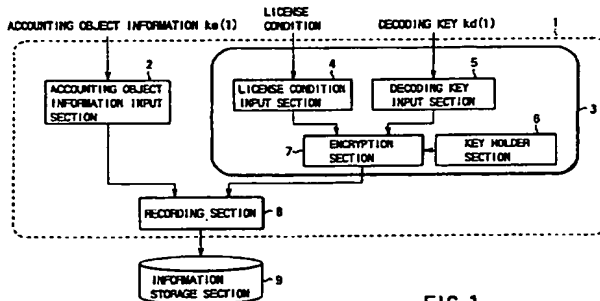 ACCOUNTING OBJECT INFORMATION ke(1)
LICENSE
CONDITION
DECODING KEY kd(1)
1
2
ACCOUNTING OBJECT
INFORMATION INPUT
SECTION
4
LICENSE CONDITION
INPUT SECTION
5
DECODING KEY
INPUT SECTION
3
7
ENCRYPTION
SECTION
6
KEY HOLDER
SECTION
RECORDING SECTION
8
INFORMATION
STORAGE SECTION
9
FIG.1